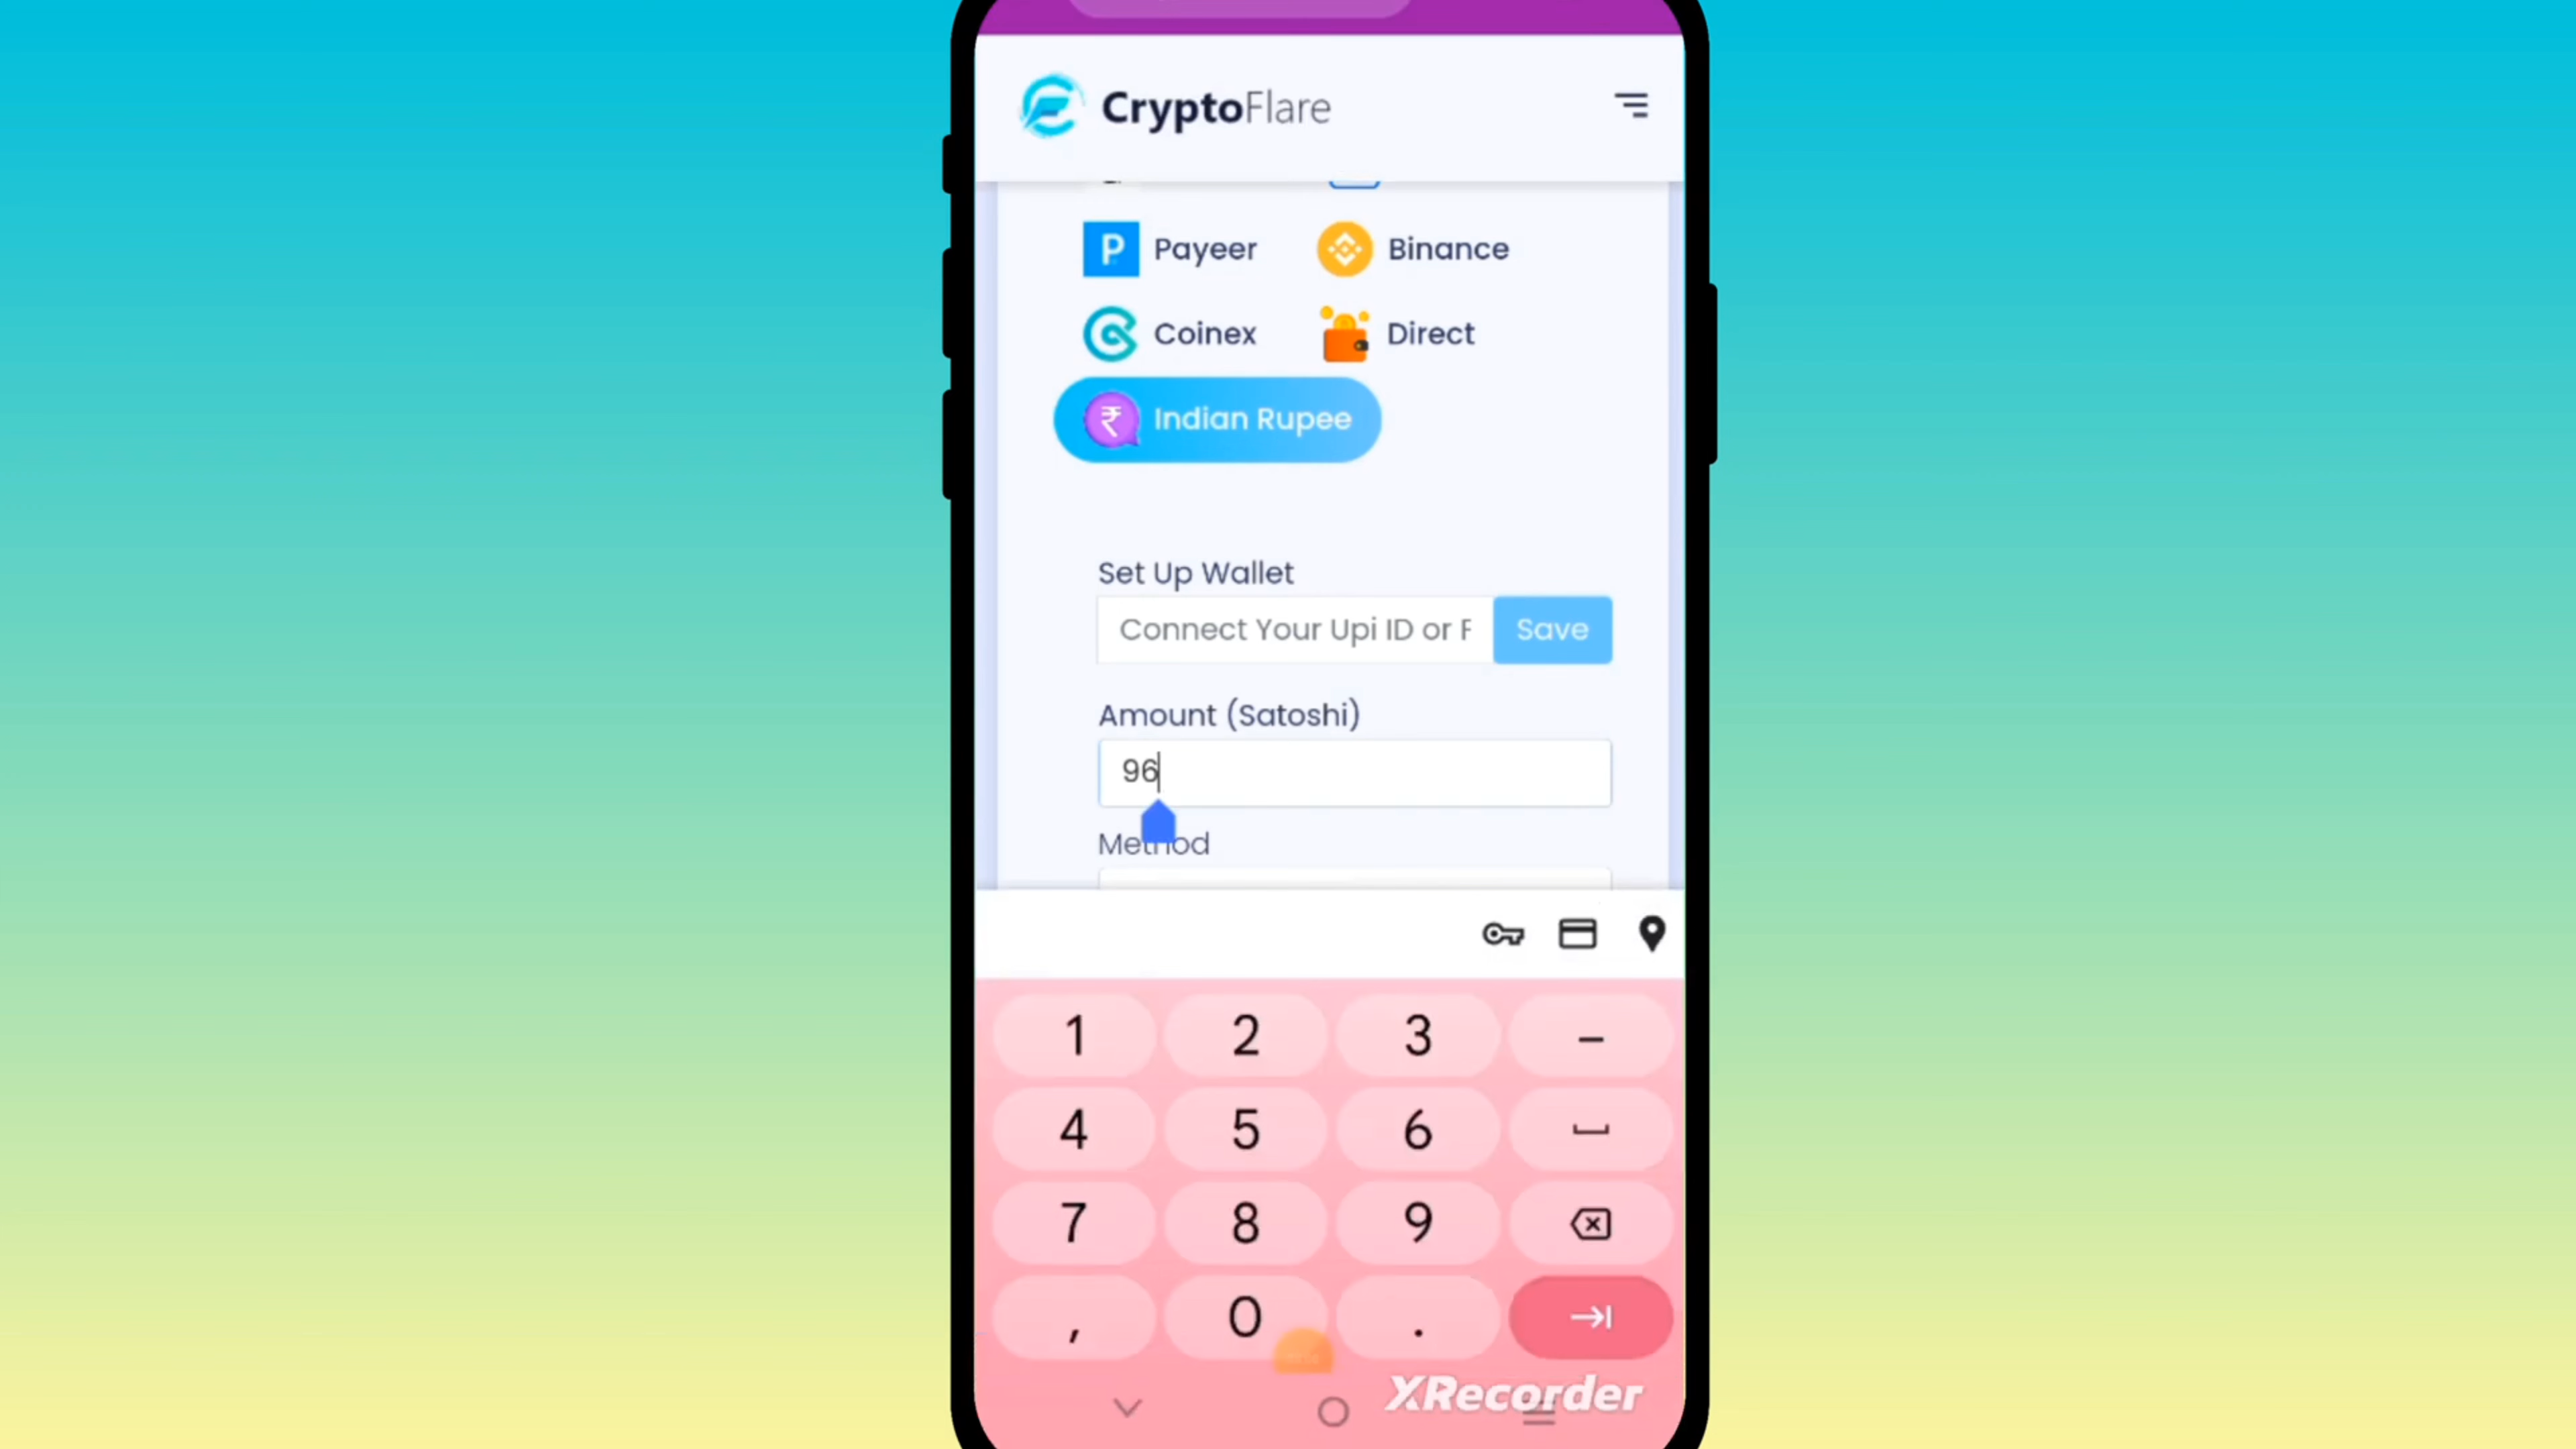 CryptoFlare
Payeer
Binance
Coinex
Direct
₹ Indian Rupee
Set Up Wallet
Connect Your Upi ID or F
Save
Amount (Satoshi)
96
Method
1 2 3 -
4 5 6
7 8 9
, 0 .
XRecorder